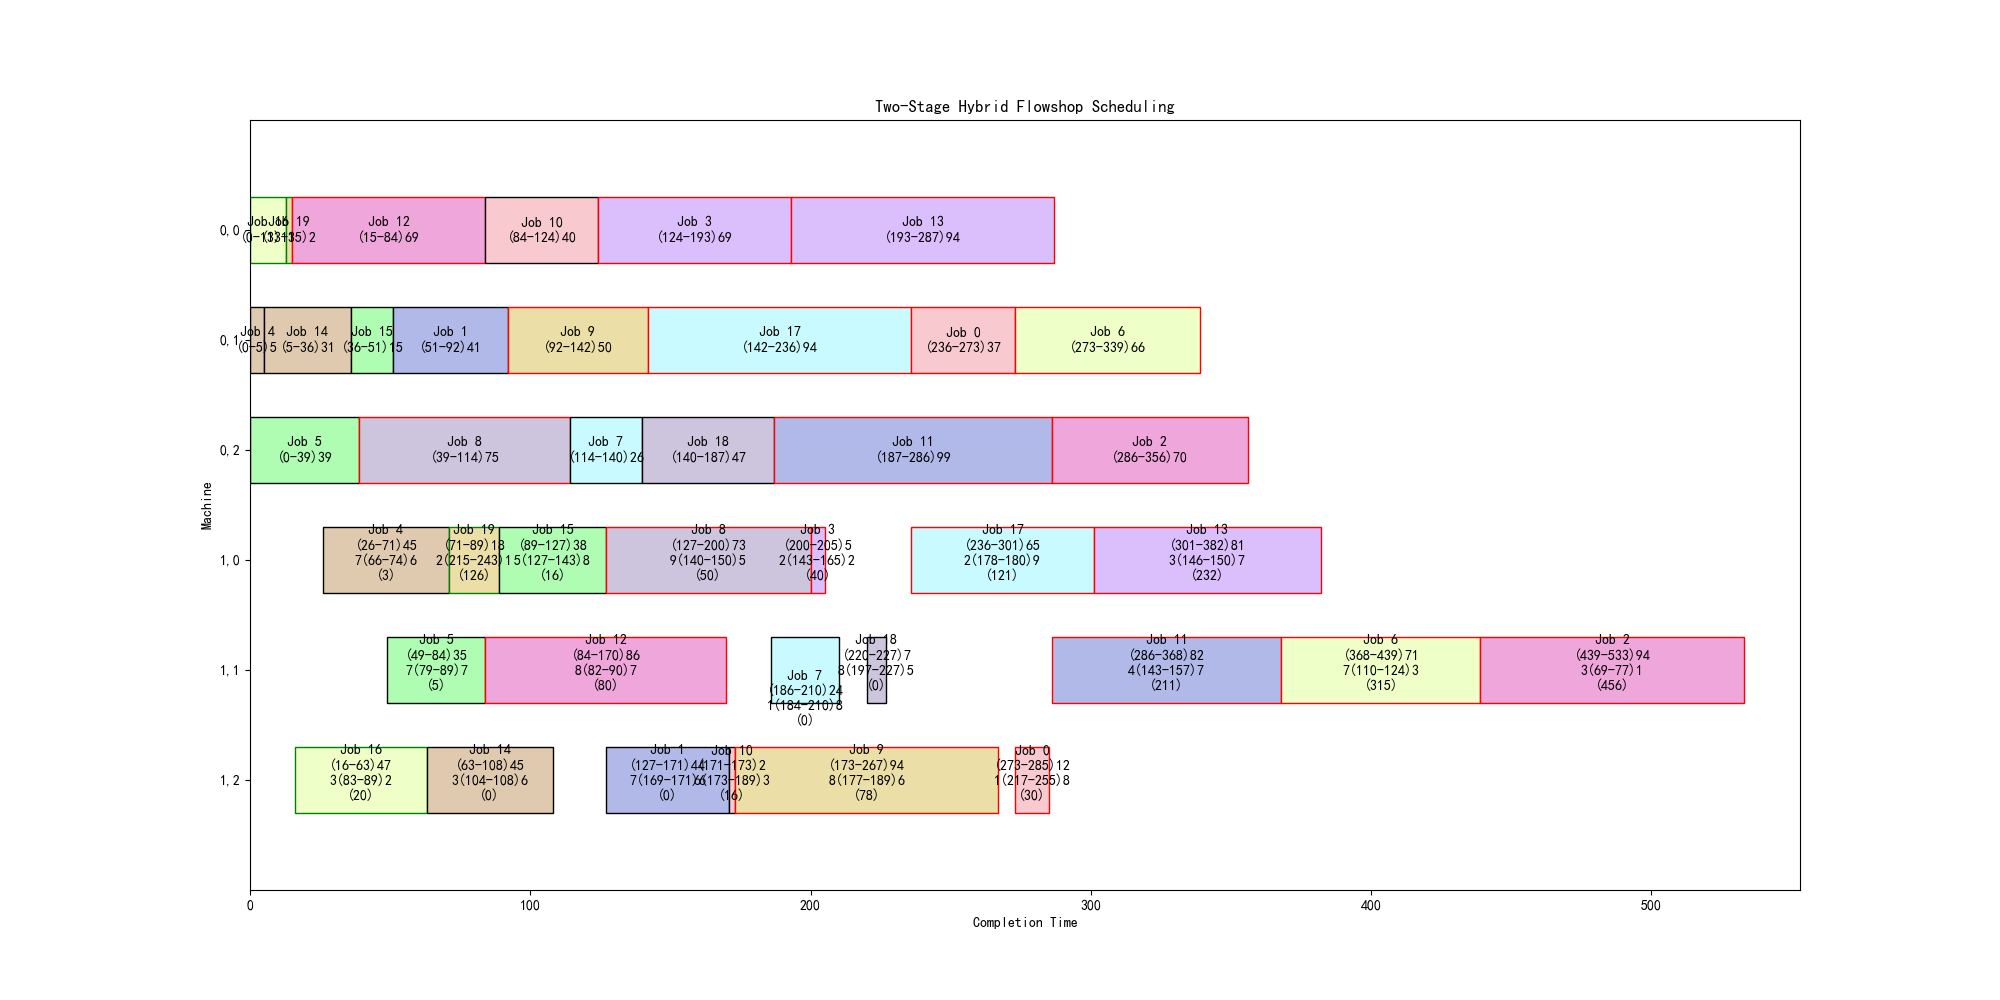 Two-Stage Hybrid Flowshop Scheduling
Machine
0,0
Job 16
Job 19
Job 12
Job 10
Job 3
Job 13
(0-13)13
(13-15)2
(15-84)69
(84-124)40
(124-193)69
(193-287)94
0,1
Job 4
Job 14
Job 15
Job 1
Job 9
Job 17
Job 0
Job 6
(0-5)5
(5-36)31
(36-51)15
(51-92)41
(92-142)50
(142-236)94
(236-273)37
(273-339)66
0,2
Job 5
Job 8
Job 7
Job 18
Job 11
Job 2
(0-39)39
(39-114)75
(114-140)26
(140-187)47
(187-286)99
(286-356)70
1,0
Job 4
(26-71)45
7(66-74)6
(3)
Job 19
(71-89)18
2(215-243)1
(126)
Job 15
(89-127)38
5(127-143)8
(16)
Job 8
(127-200)73
9(140-150)5
(50)
Job 3
(200-205)5
2(143-165)2
(40)
Job 17
(236-301)65
2(178-180)9
(121)
Job 13
(301-382)81
3(146-150)7
(232)
1,1
Job 5
(49-84)35
7(79-89)7
(5)
Job 12
(84-170)86
8(82-90)7
(80)
Job 7
(186-210)24
1(184-210)8
(0)
Job 18
(220-227)7
8(197-227)5
(0)
Job 11
(286-368)82
4(143-157)7
(211)
Job 6
(368-439)71
7(110-124)3
(315)
Job 2
(439-533)94
3(69-77)1
(456)
1,2
Job 16
(16-63)47
3(83-89)2
(20)
Job 14
(63-108)45
3(104-108)6
(0)
Job 1
(127-171)44
7(169-171)6
(0)
Job 10
(171-173)2
6(173-189)3
(16)
Job 9
(173-267)94
8(177-189)6
(78)
Job 0
(273-285)12
1(217-255)8
(30)
0
100
200
300
400
500
Completion Time